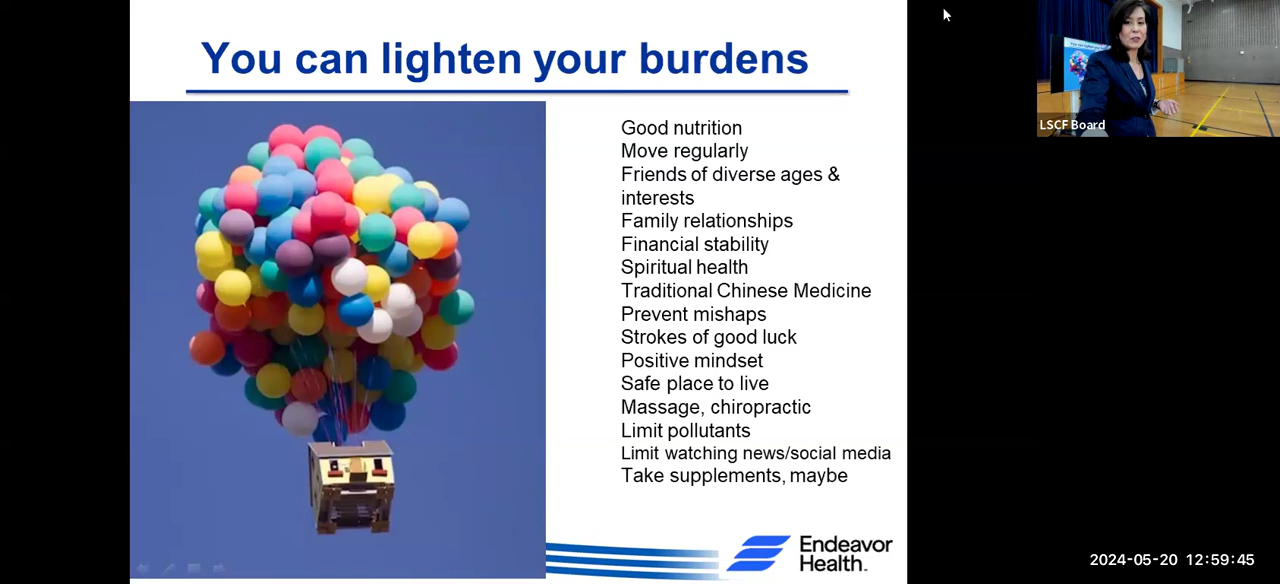 You can lighten your burdens
Good nutrition
Move regularly
Friends of diverse ages &
interests
Family relationships
Financial stability
Spiritual health
Traditional Chinese Medicine
Prevent mishaps
Strokes of good luck
Positive mindset
Safe place to live
Massage, chiropractic
Limit pollutants
Limit watching news/social media
Take supplements, maybe
Endeavor
Health
LSCF Board
2024-05-20 12:59:45